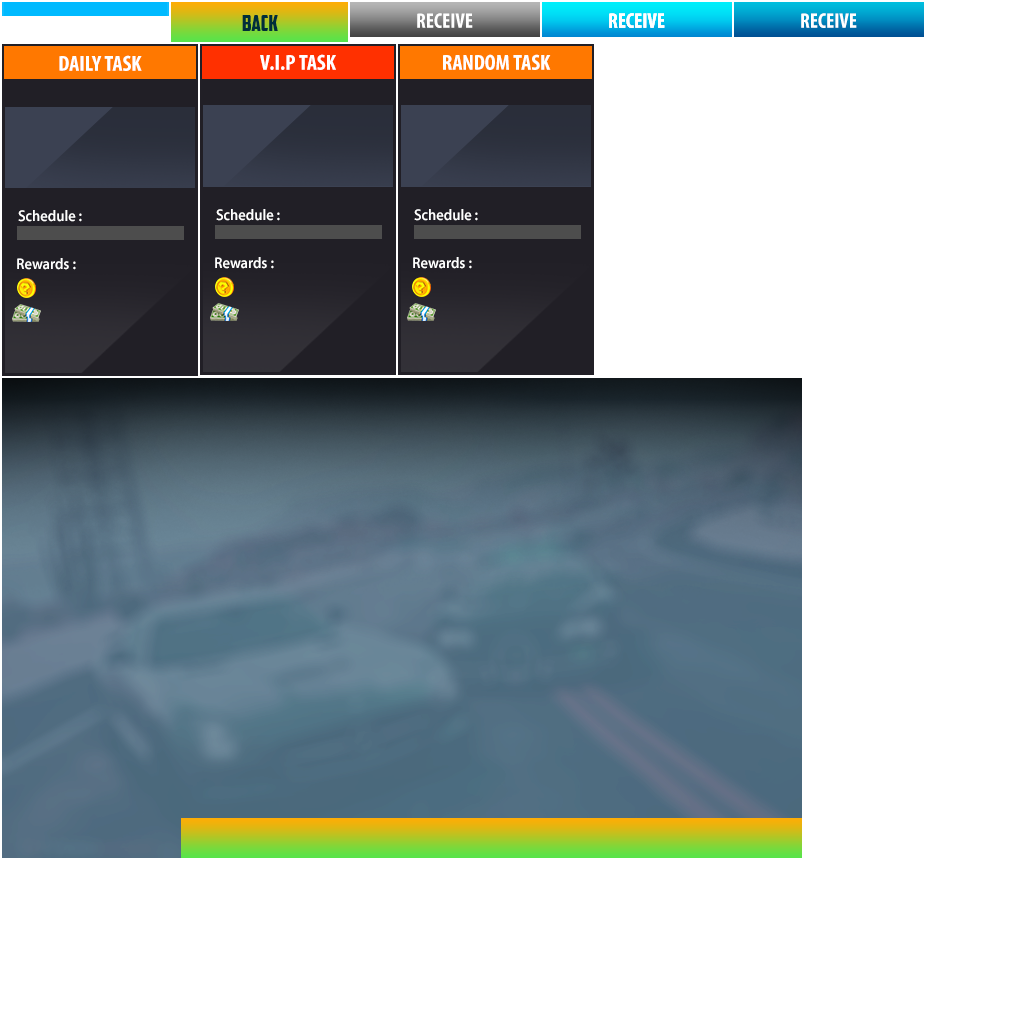 BACK
RECEIVE
RECEIVE
RECEIVE
DAILY TASK
V.I.P TASK
RANDOM TASK
Schedule :
Schedule :
Schedule :
Rewards :
Rewards :
Rewards :